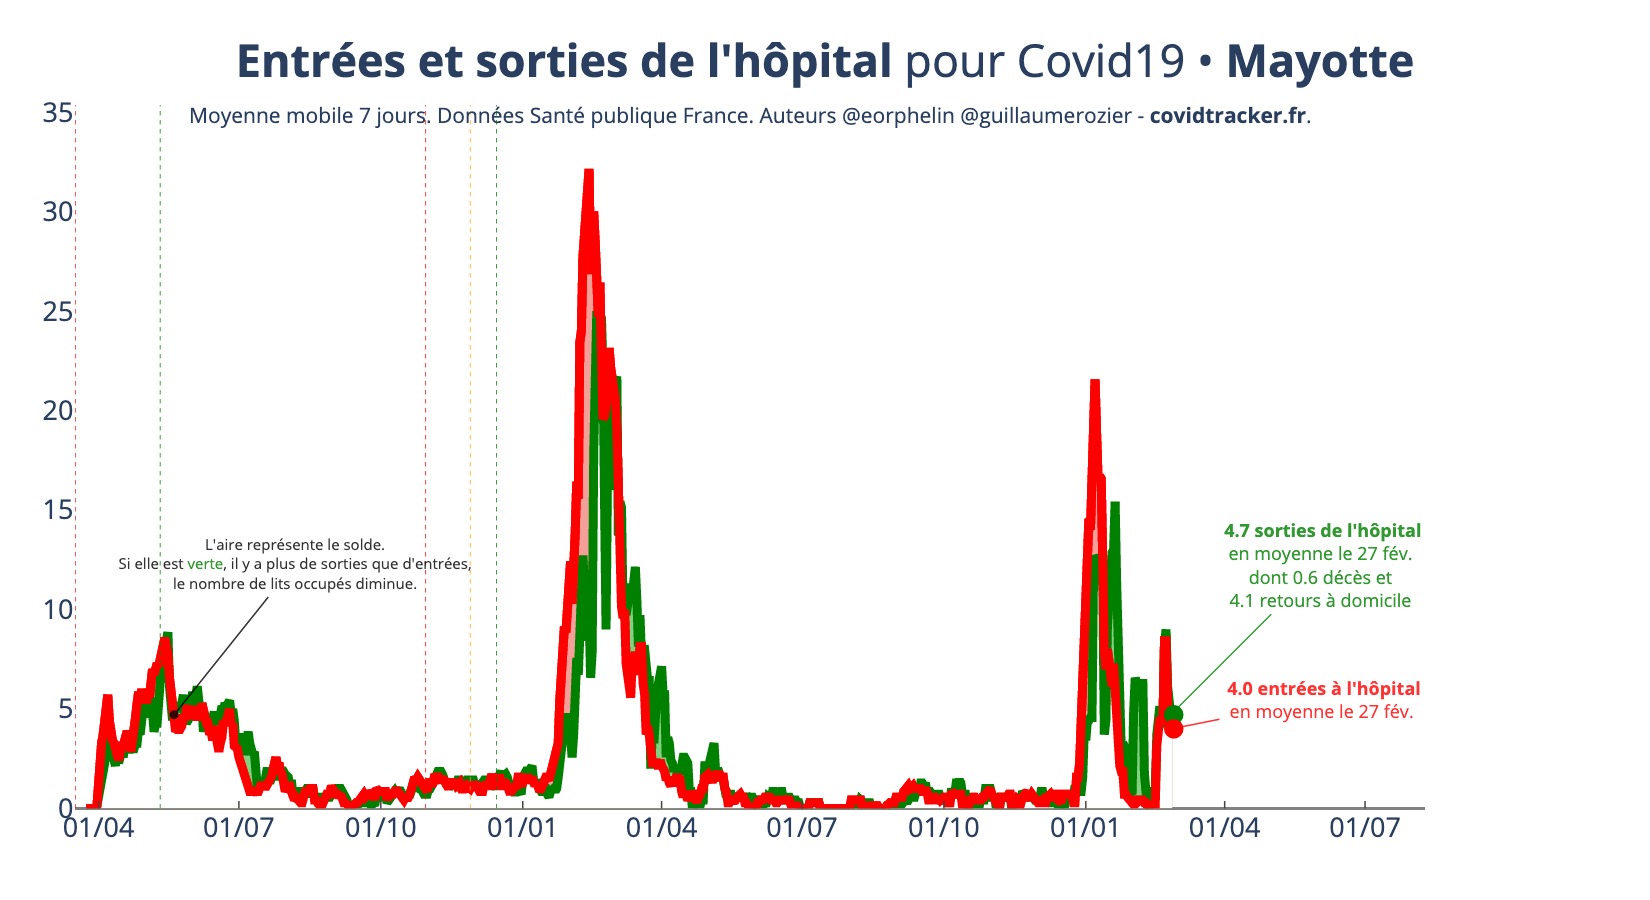 Entrées et sorties de l'hôpital pour Covid19 • Mayotte
Moyenne mobile 7 jours. Données Santé publique France. Auteurs @eorphelin @guillaumerozier - covidtracker.fr.
35
30
25
20
15
10
5
0
L'aire représente le solde.
Si elle est verte, il y a plus de sorties que d'entrées,
le nombre de lits occupés diminue.
4.7 sorties de l'hôpital
en moyenne le 27 fév.
dont 0.6 décès et
4.1 retours à domicile
4.0 entrées à l'hôpital
en moyenne le 27 fév.
01/04 01/07 01/10 01/01 01/04 01/07 01/10 01/01 01/04 01/07